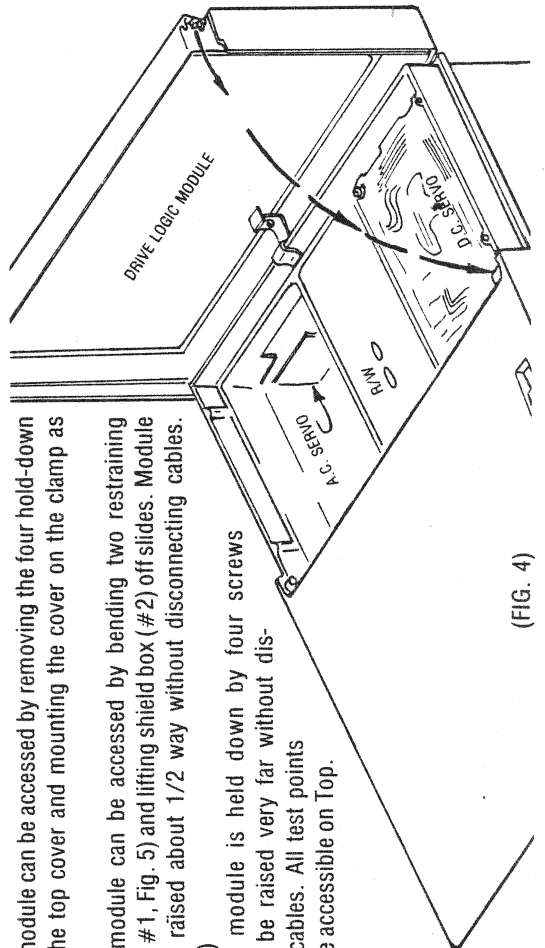 module can be accessed by removing the four hold-down
the top cover and mounting the cover on the clamp as
module can be accessed by bending two restraining
#1, Fig. 5) and lifting shield box (#2) off slides. Module
raised about 1/2 way without disconnecting cables.
)
module is held down by four screws
be raised very far without dis-
cables. All test points
e accessible on Top.
DRIVE LOGIC MODULE
A.C. SERVO
R/W
D.C. SERVO
(FIG. 4)